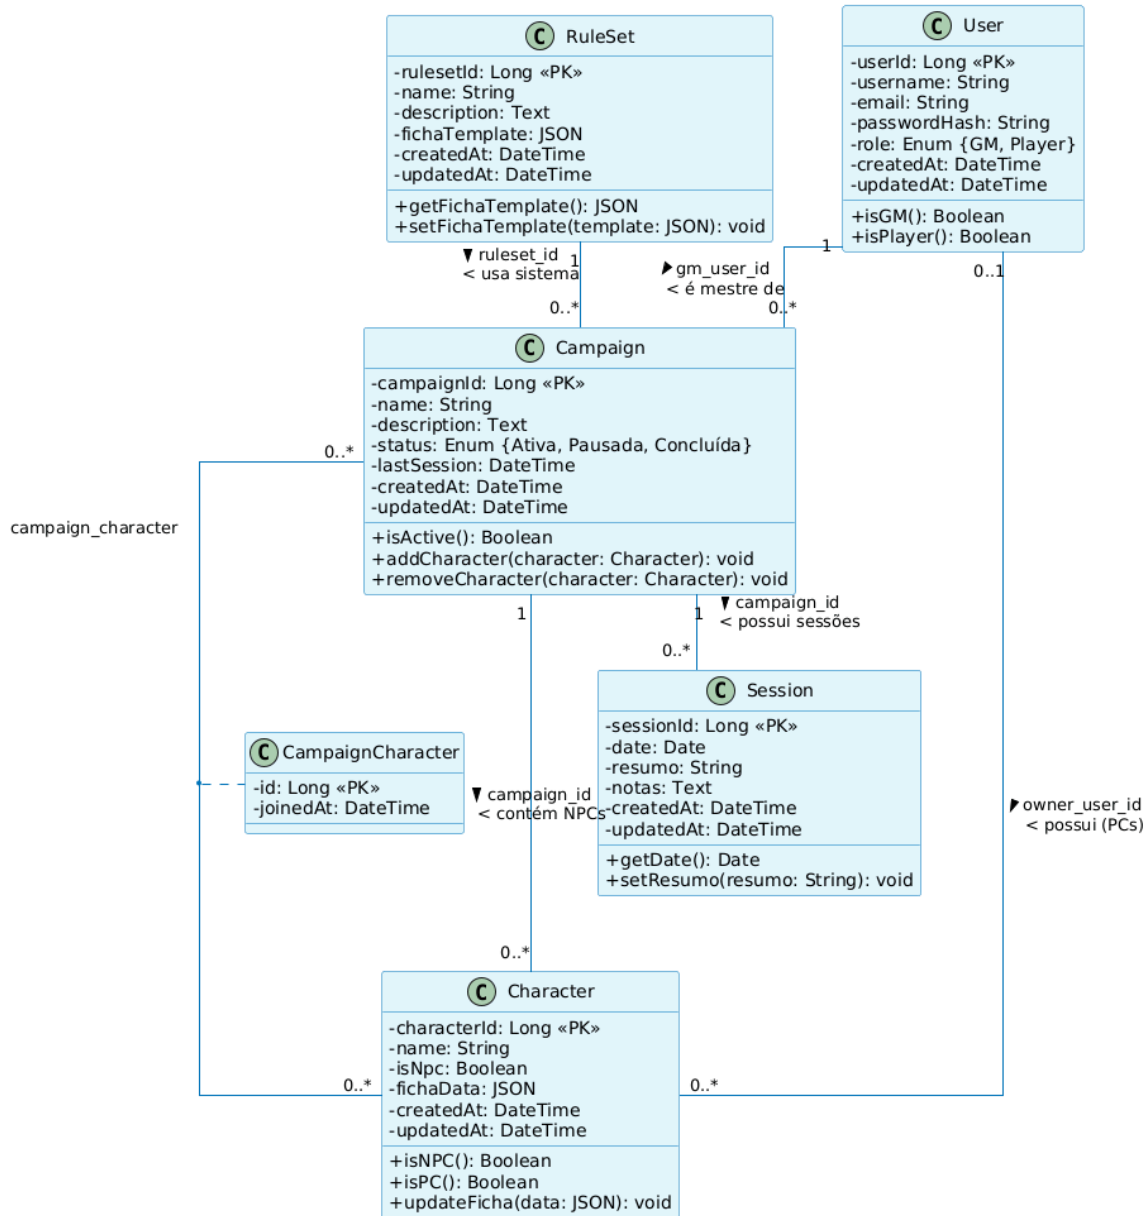 C RuleSet
-rulesetId: Long «PK»
-name: String
-description: Text
-fichaTemplate: JSON
-createdAt: DateTime
-updatedAt: DateTime
+getFichaTemplate(): JSON
+setFichaTemplate(template: JSON): void
C User
-userId: Long «PK»
-username: String
-email: String
-passwordHash: String
-role: Enum {GM, Player}
-createdAt: DateTime
-updatedAt: DateTime
+isGM(): Boolean
+isPlayer(): Boolean
ruleset_id
< usa sistema
1
0..*
gm_user_id
< é mestre de
1
0..*
0..1
C Campaign
-campaignId: Long «PK»
-name: String
-description: Text
-status: Enum {Ativa, Pausada, Concluída}
-lastSession: DateTime
-createdAt: DateTime
-updatedAt: DateTime
+isActive(): Boolean
+addCharacter(character: Character): void
+removeCharacter(character: Character): void
0..*
campaign_character
1
1
campaign_id
< possui sessões
0..*
C Session
-sessionId: Long «PK»
-date: Date
-resumo: String
-notas: Text
-createdAt: DateTime
-updatedAt: DateTime
+getDate(): Date
+setResumo(resumo: String): void
C CampaignCharacter
-id: Long «PK»
-joinedAt: DateTime
campaign_id
< contém NPCs
owner_user_id
< possui (PCs)
0..*
0..*
0..*
C Character
-characterId: Long «PK»
-name: String
-isNpc: Boolean
-fichaData: JSON
-createdAt: DateTime
-updatedAt: DateTime
+isNPC(): Boolean
+isPC(): Boolean
+updateFicha(data: JSON): void